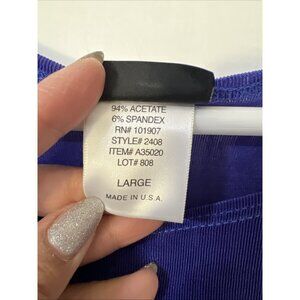 94% ACETATE
6% SPANDEX
RN# 101907
STYLE# 2408
ITEM# A35020
LOT# 808
LARGE
MADE IN U.S.A.